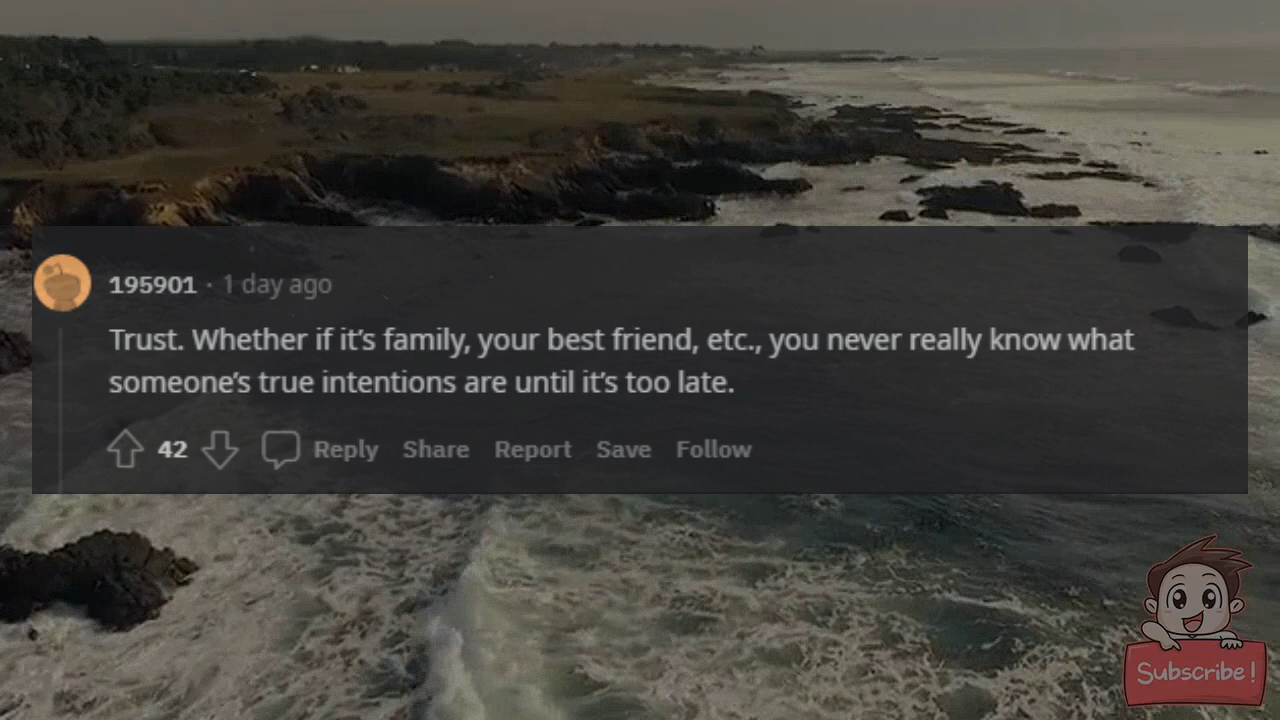 195901 · 1 day ago
Trust. Whether if it’s family, your best friend, etc., you never really know what
someone’s true intentions are until it’s too late.
42 Reply Share Report Save Follow
Subscribe!